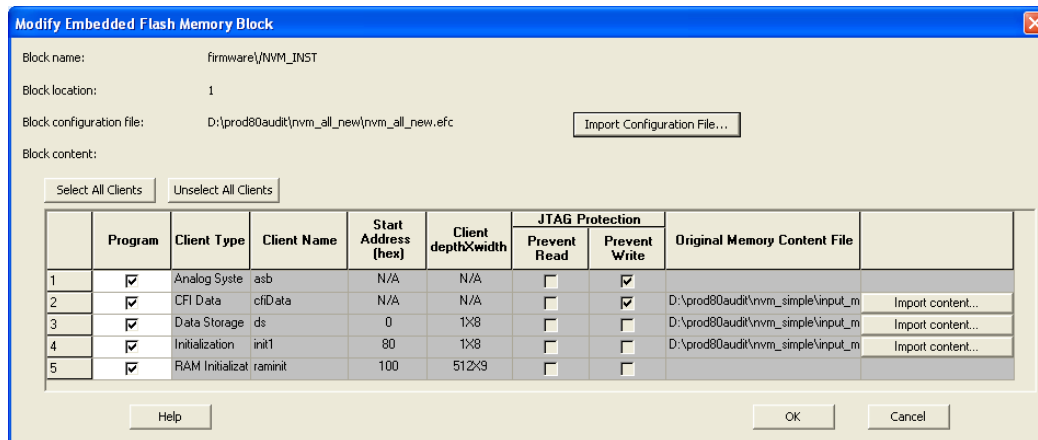 Modify Embedded Flash Memory Block
Block name: firmware\/NVM_INST
Block location: 1
Block configuration file: D:\prod80audit\nvm_all_new\nvm_all_new.efc Import Configuration File...
Block content:
Select All Clients Unselect All Clients
Program Client Type Client Name Start Address (hex) Client depthXwidth JTAG Protection Prevent Read Prevent Write Original Memory Content File
1 Analog Syste asb N/A N/A
2 CFI Data cfiData N/A N/A D:\prod80audit\nvm_simple\input_m Import content...
3 Data Storage ds 0 1X8 D:\prod80audit\nvm_simple\input_m Import content...
4 Initialization init1 80 1X8 D:\prod80audit\nvm_simple\input_m Import content...
5 RAM Initializat raminit 100 512X9
Help OK Cancel